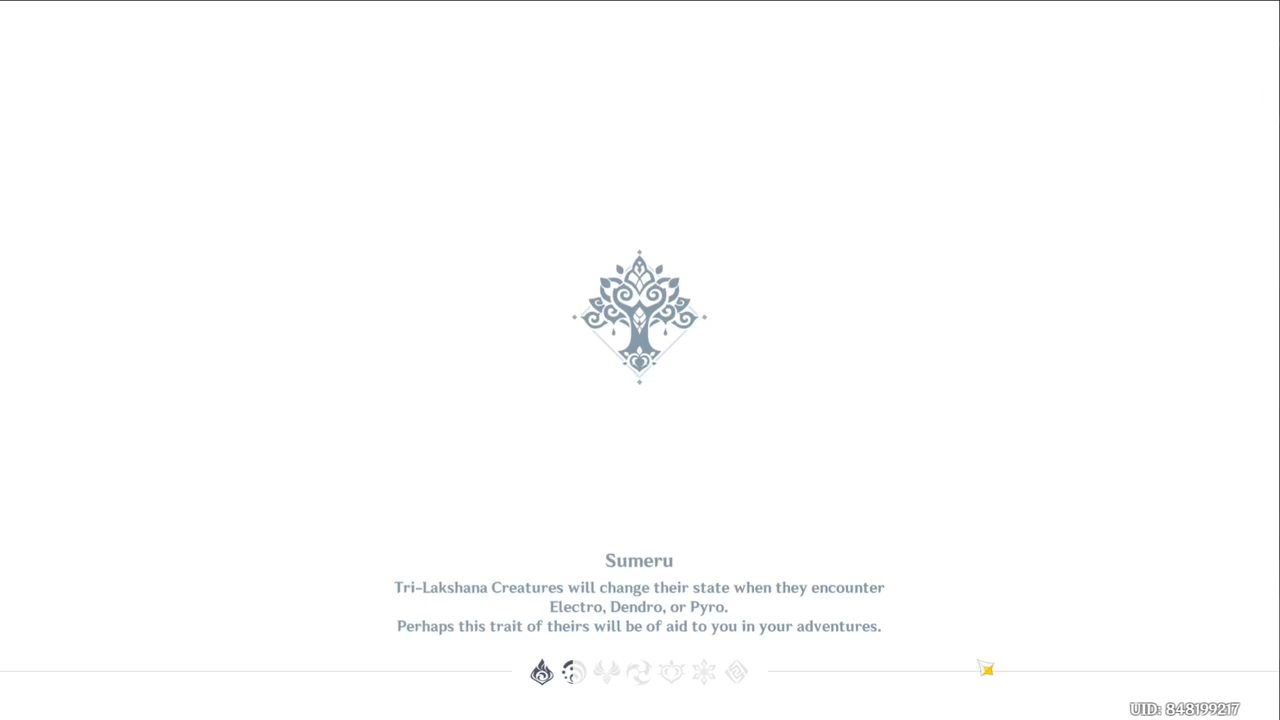 Sumeru
Tri-Lakshana Creatures will change their state when they encounter
Electro, Dendro, or Pyro.
Perhaps this trait of theirs will be of aid to you in your adventures.
UID: 848199217